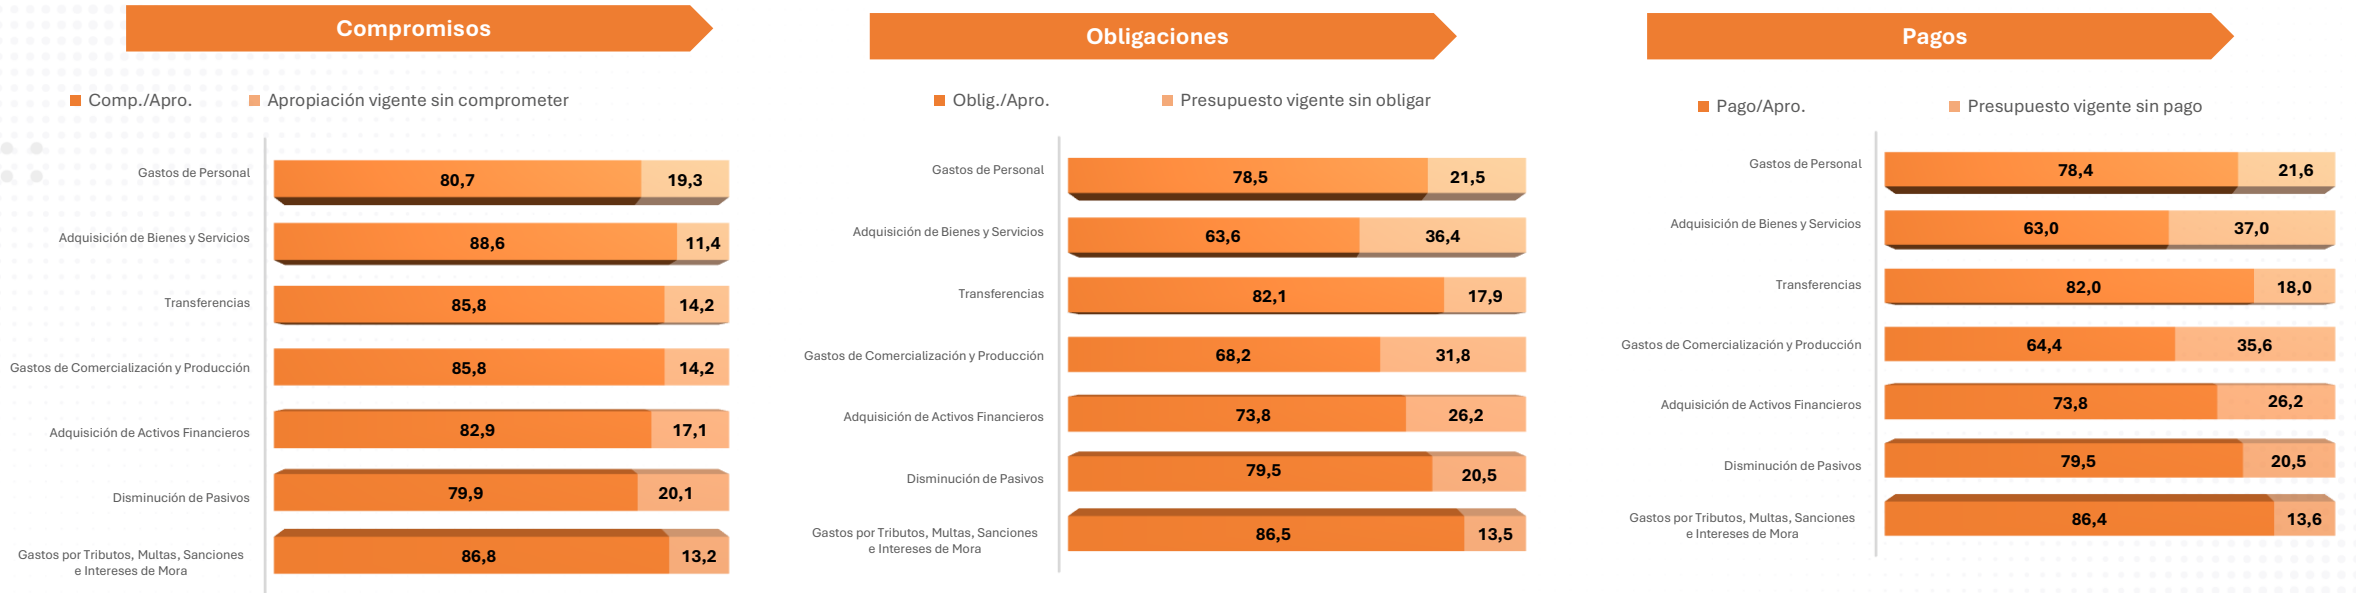 Compromisos
Comp./Apro.
Apropiación vigente sin comprometer
Gastos de Personal
80,7
19,3
Adquisición de Bienes y Servicios
88,6
11,4
Transferencias
85,8
14,2
Gastos de Comercialización y Producción
85,8
14,2
Adquisición de Activos Financieros
82,9
17,1
Disminución de Pasivos
79,9
20,1
Gastos por Tributos, Multas, Sanciones
e Intereses de Mora
86,8
13,2
Obligaciones
Oblig./Apro.
Presupuesto vigente sin obligar
Gastos de Personal
78,5
21,5
Adquisición de Bienes y Servicios
63,6
36,4
Transferencias
82,1
17,9
Gastos de Comercialización y Producción
68,2
31,8
Adquisición de Activos Financieros
73,8
26,2
Disminución de Pasivos
79,5
20,5
Gastos por Tributos, Multas, Sanciones
e Intereses de Mora
86,5
13,5
Pagos
Pago/Apro.
Presupuesto vigente sin pago
Gastos de Personal
78,4
21,6
Adquisición de Bienes y Servicios
63,0
37,0
Transferencias
82,0
18,0
Gastos de Comercialización y Producción
64,4
35,6
Adquisición de Activos Financieros
73,8
26,2
Disminución de Pasivos
79,5
20,5
Gastos por Tributos, Multas, Sanciones
e Intereses de Mora
86,4
13,6